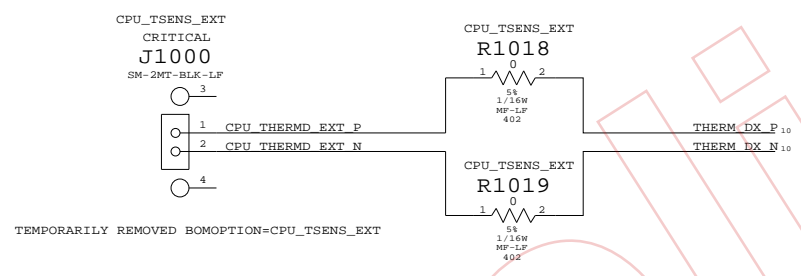 CPU_TSENS_EXT
CRITICAL
J1000
SM-2MT-BLK-LF
3
1 CPU_THERMD_EXT_P
2 CPU_THERMD_EXT_N
4
TEMPORARILY REMOVED BOMOPTION=CPU_TSENS_EXT
CPU_TSENS_EXT
R1018
0
1 2
5%
1/16W
MF-LF
402
THERM_DX_P 10
THERM_DX_N 10
CPU_TSENS_EXT
R1019
0
1 2
5%
1/16W
MF-LF
402